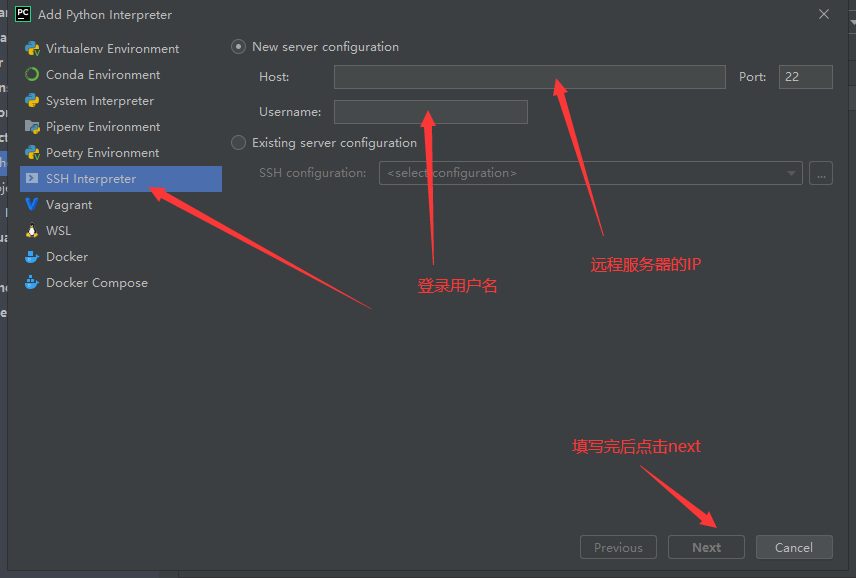 Add Python Interpreter
Virtualenv Environment
Conda Environment
System Interpreter
Pipenv Environment
Poetry Environment
SSH Interpreter
Vagrant
WSL
Docker
Docker Compose
New server configuration
Host:
Port: 22
Username:
Existing server configuration
SSH configuration: <select configuration> ...
登录用户名
远程服务器的IP
填写完后点击next
Previous Next Cancel